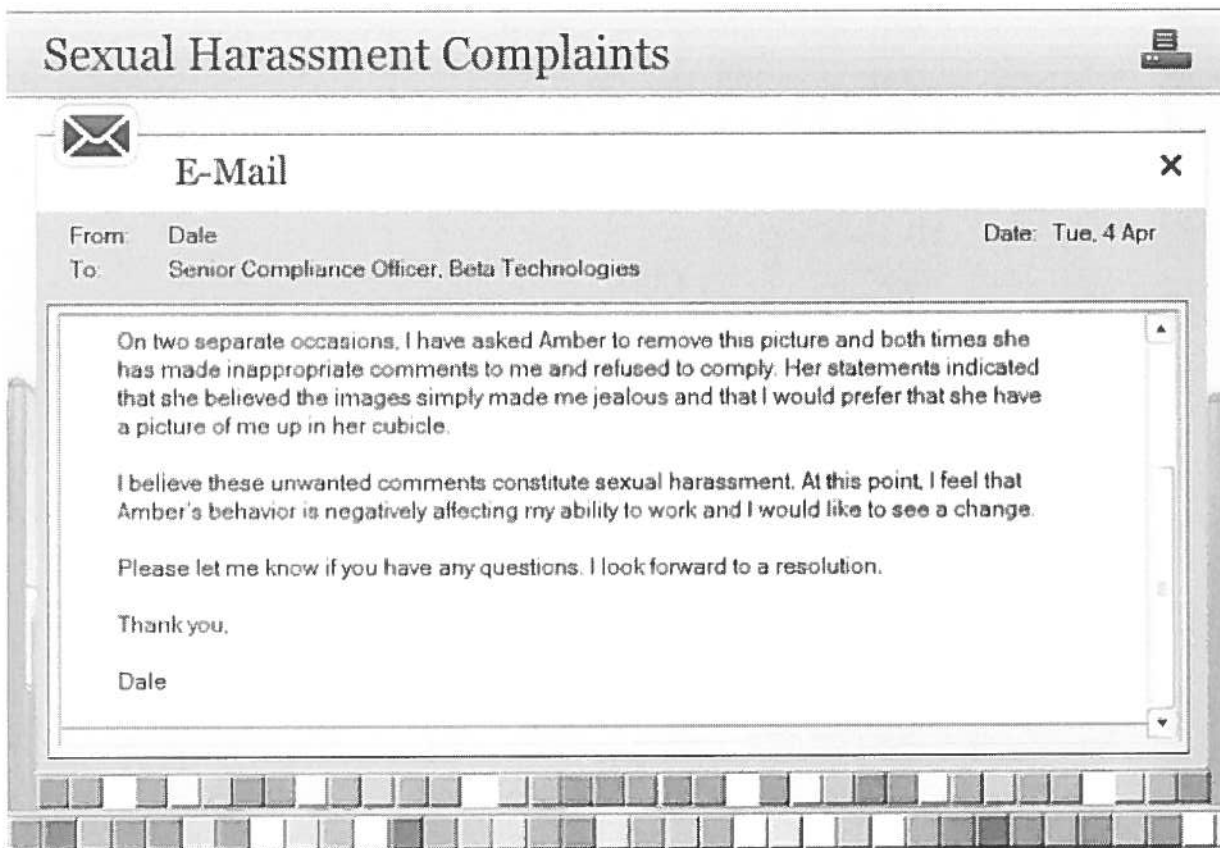 Sexual Harassment Complaints
E-Mail
From: Dale
Date: Tue, 4 Apr
To: Senior Compliance Officer, Beta Technologies
On two separate occasions, I have asked Amber to remove this picture and both times she
has made inappropriate comments to me and refused to comply. Her statements indicated
that she believed the images simply made me jealous and that I would prefer that she have
a picture of me up in her cubicle.
I believe these unwanted comments constitute sexual harassment. At this point, I feel that
Amber's behavior is negatively affecting my ability to work and I would like to see a change.
Please let me know if you have any questions. I look forward to a resolution.
Thank you,
Dale